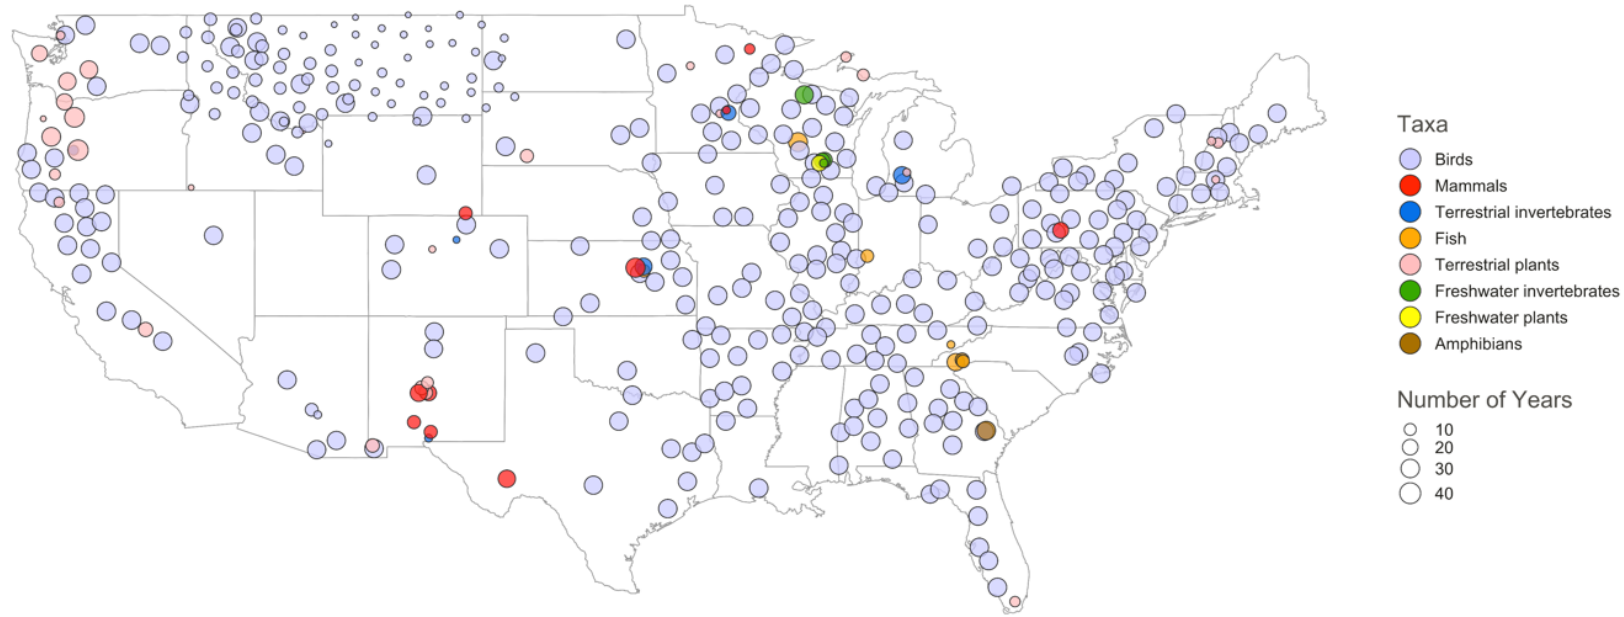 Taxa
Birds
Mammals
Terrestrial invertebrates
Fish
Terrestrial plants
Freshwater invertebrates
Freshwater plants
Amphibians
Number of Years
10
20
30
40